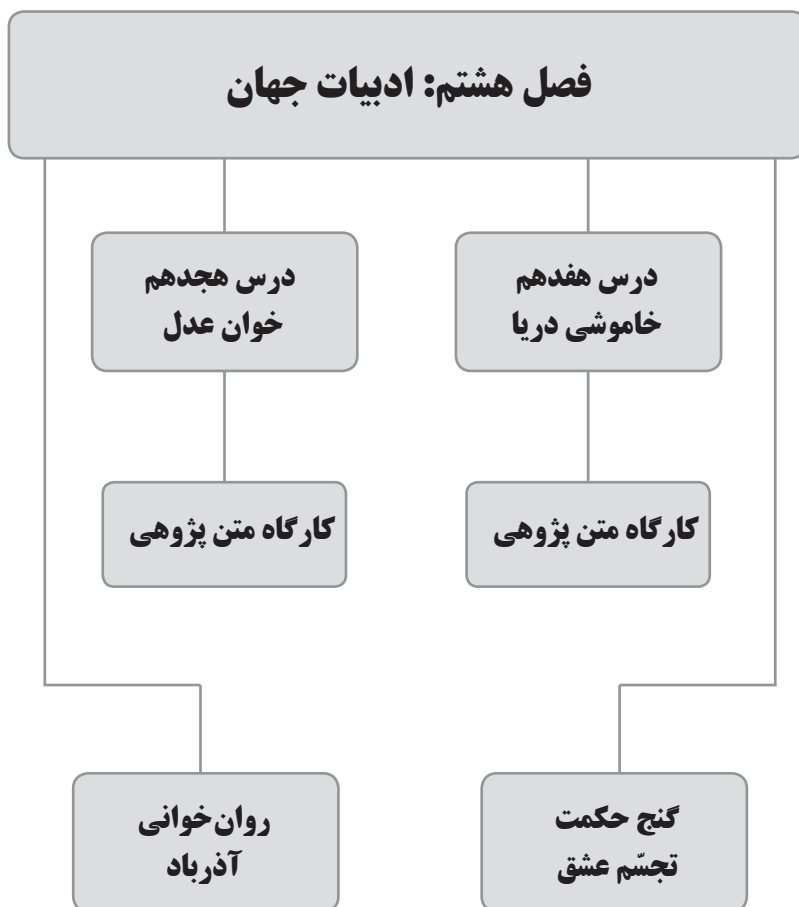 فصل هشتم: ادبیات جهان
درس هفدهم
خاموشی دریا
درس هجدهم
خوان عدل
کارگاه متن پژوهی
کارگاه متن پژوهی
گنج حکمت
تجسّم عشق
روان‌خوانی
آذرباد